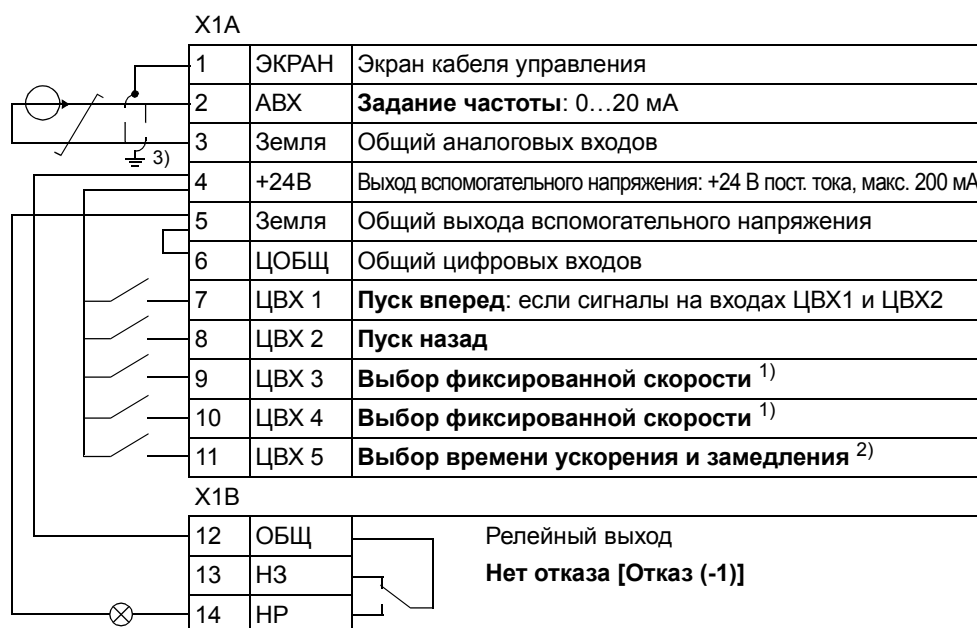 X1A
1 ЭКРАН Экран кабеля управления
2 АВХ Задание частоты: 0…20 мА
3 Земля Общий аналоговых входов
3)
4 +24В Выход вспомогательного напряжения: +24 В пост. тока, макс. 200 мА
5 Земля Общий выхода вспомогательного напряжения
6 ЦОБЩ Общий цифровых входов
7 ЦВХ 1 Пуск вперед: если сигналы на входах ЦВХ1 и ЦВХ2
8 ЦВХ 2 Пуск назад
9 ЦВХ 3 Выбор фиксированной скорости 1)
10 ЦВХ 4 Выбор фиксированной скорости 1)
11 ЦВХ 5 Выбор времени ускорения и замедления 2)
X1B
12 ОБЩ Релейный выход
13 НЗ Нет отказа [Отказ (-1)]
14 НР